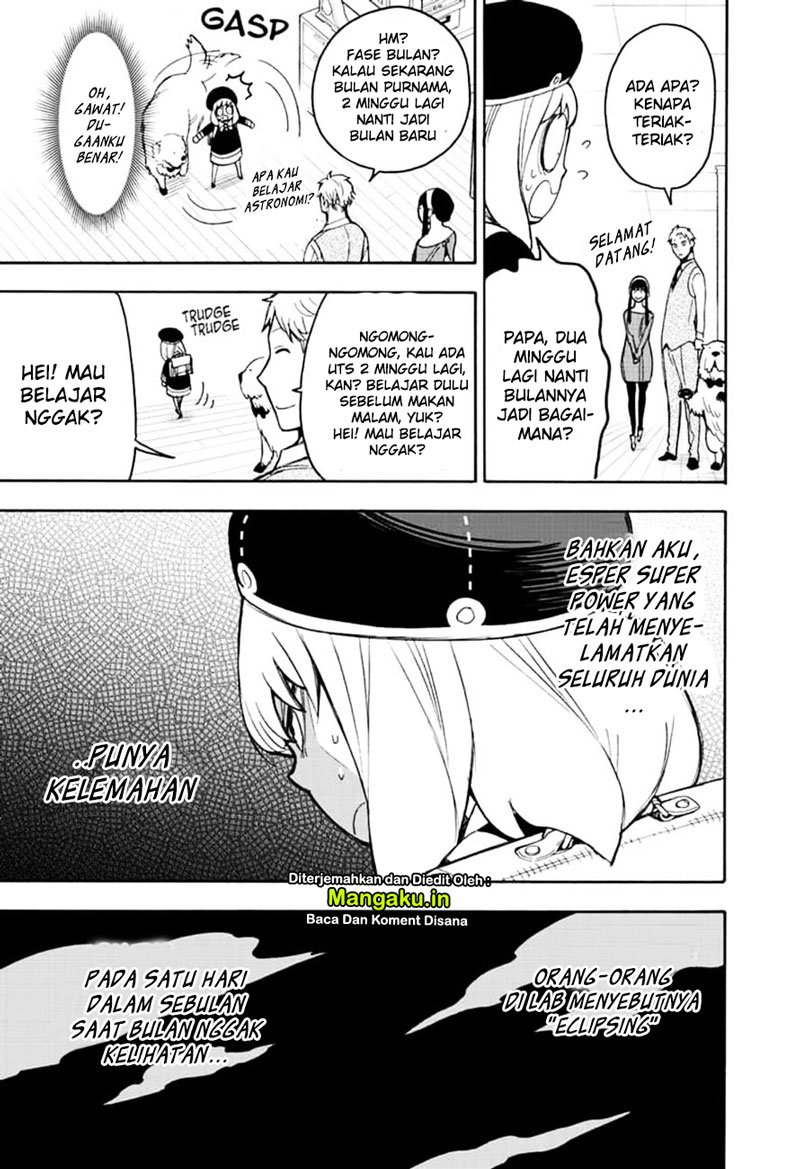 ADA APA?
KENAPA
TERIAK-
TERIAK?
SELAMAT
DATANG!
PAPA, DUA
MINGGU
LAGI NANTI
BULANNYA
JADI BAGAI-
MANA?
HM?
FASE BULAN?
KALAU SEKARANG
BULAN PURNAMA,
2 MINGGU LAGI
NANTI JADI
BULAN BARU
GASP
APA KAU
BELAJAR
ASTRONOMI?
OH,
GAWAT!
DU-
GAANKU
BENAR!
NGOMONG-
NGOMONG, KAU ADA
UTS 2 MINGGU LAGI,
KAN? BELAJAR DULU
SEBELUM MAKAN
MALAM, YUK?
HEI! MAU BELAJAR
NGGAK?
TRUDGE
TRUDGE
HEI! MAU
BELAJAR
NGGAK?
BAHKAN AKU,
ESPER SUPER
POWER YANG
TELAH MENYE-
LAMATKAN
SELURUH DUNIA
...
..PUNYA
KELEMAHAN
Diterjemahkan dan Diedit Oleh :
Mangaku.in
Baca Dan Koment Disana
ORANG-ORANG
DI LAB MENYEBUTNYA
"ECLIPSING"
PADA SATU HARI
DALAM SEBULAN
SAAT BULAN NGGAK
KELIHATAN...